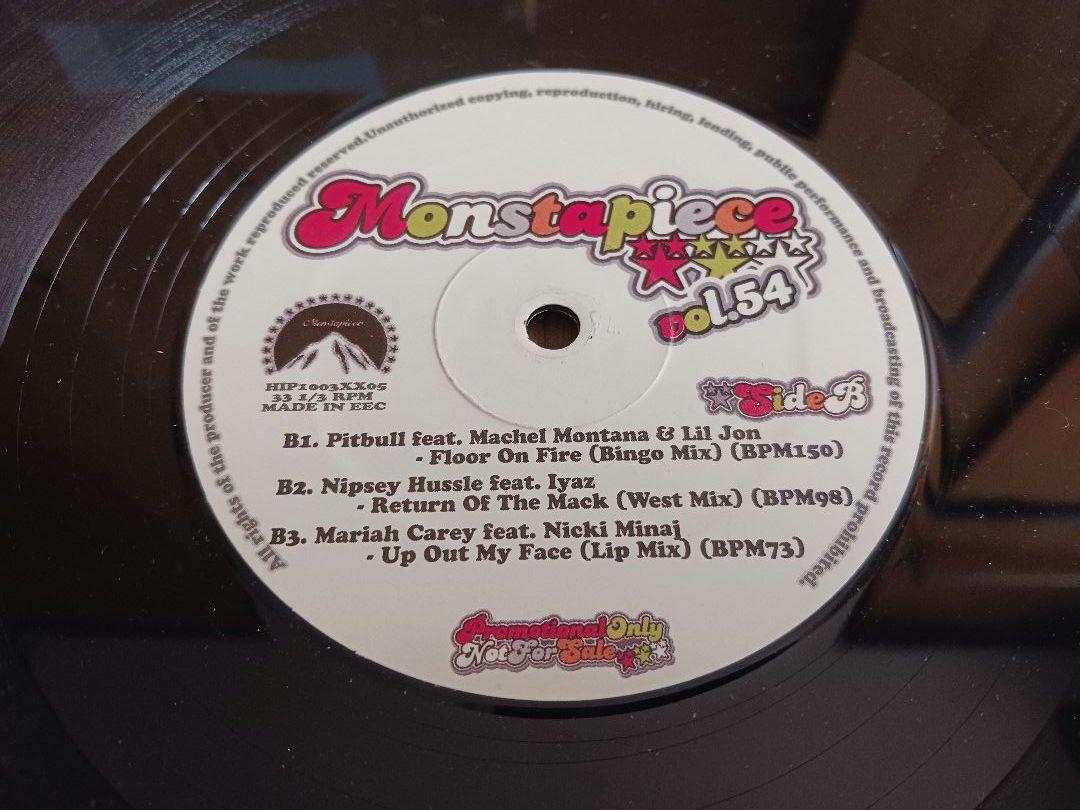 All rights of the producer and of the work reproduced reserved.Unauthorized copying, reproduction, hiring, lending, public performance and broadcasting of this record prohibited.
Monstapiece
vol.54
Monstapiece
HIP1003XX05
33 1/3 RPM
MADE IN EEC
Side B
B1. Pitbull feat. Machel Montana & Lil Jon
- Floor On Fire (Bingo Mix) (BPM150)
B2. Nipsey Hussle feat. Iyaz
- Return Of The Mack (West Mix) (BPM98)
B3. Mariah Carey feat. Nicki Minaj
- Up Out My Face (Lip Mix) (BPM73)
Promotional Only
Not For Sale